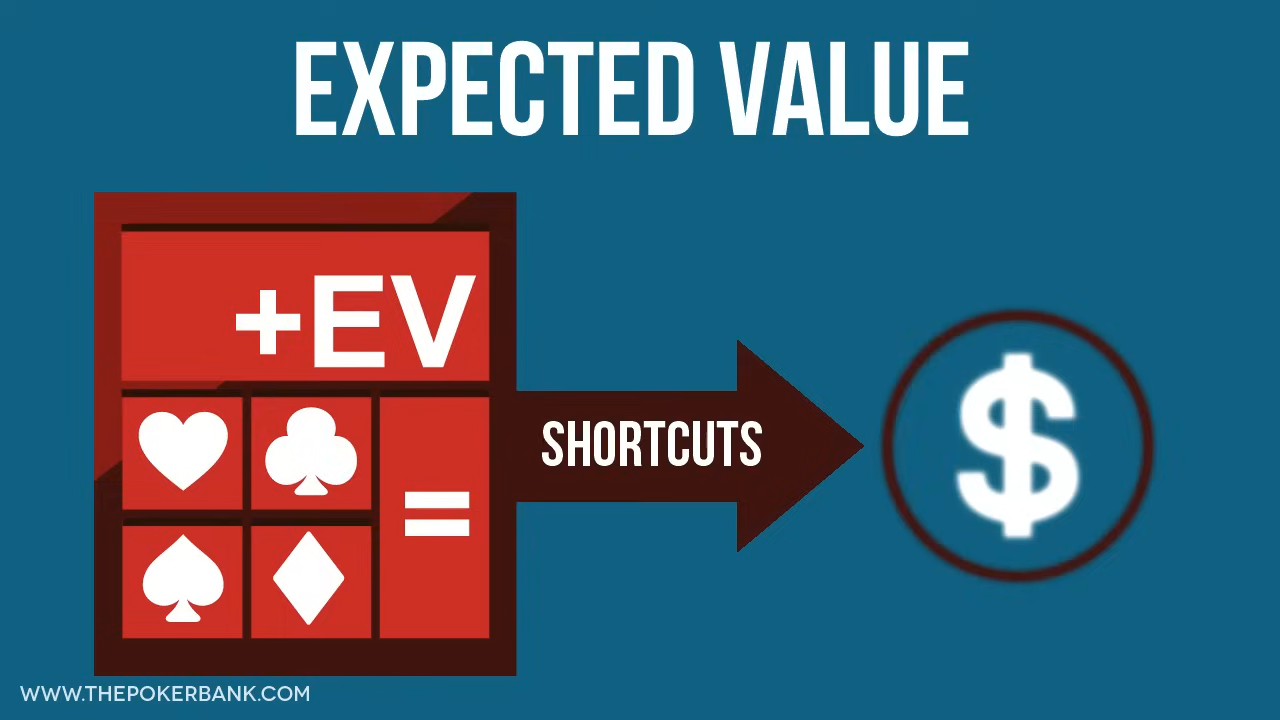 EXPECTED VALUE
+EV
=
SHORTCUTS
$
WWW.THEPOKERBANK.COM